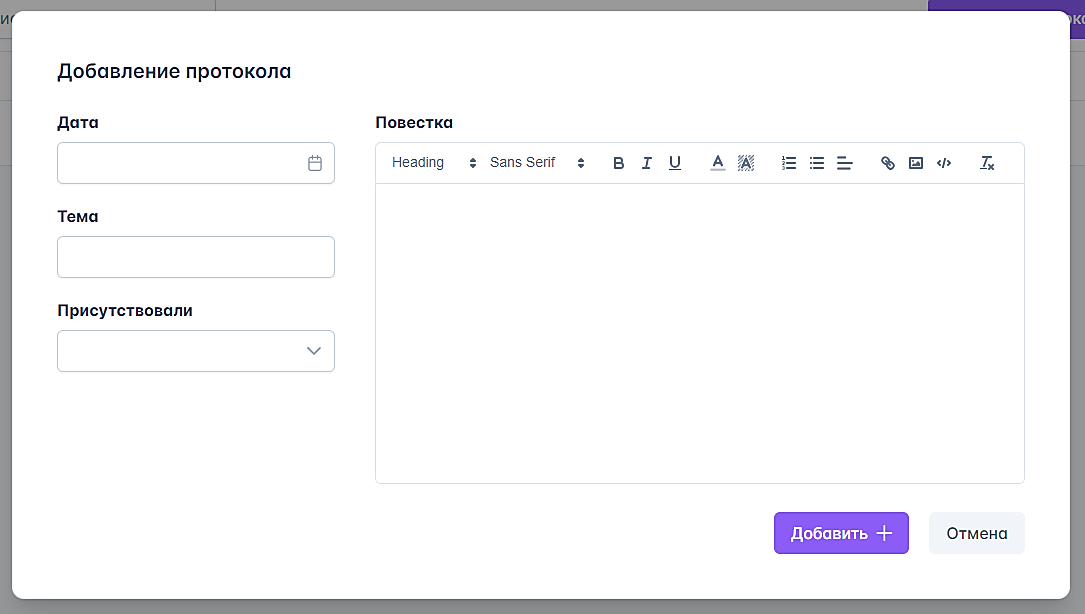 Добавление протокола
Дата
Тема
Присутствовали
Повестка
Heading Sans Serif B I U A A
Добавить
Отмена